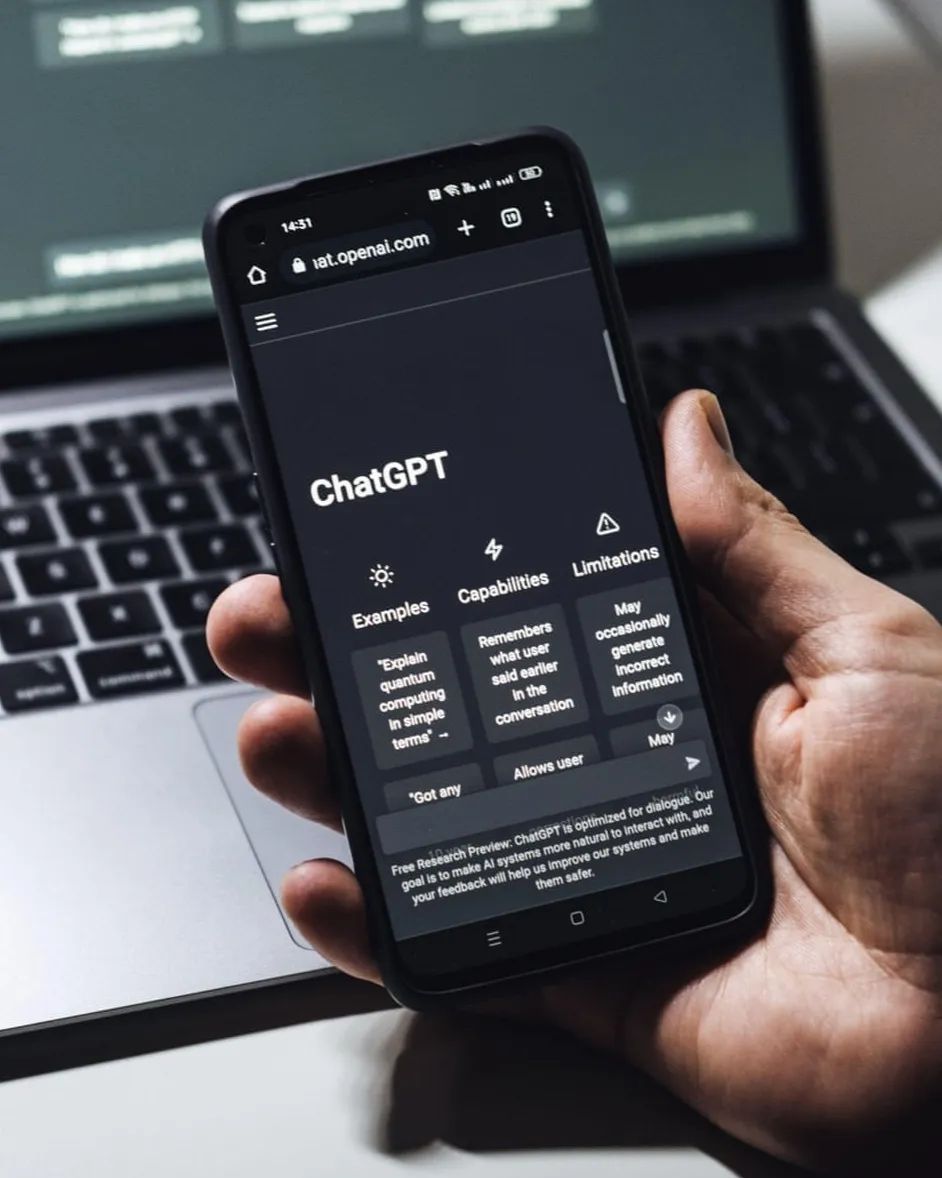 14:31
80
hat.openai.com
19
ChatGPT
Examples
Capabilities
Limitations
"Explain
quantum
computing
in simple
terms" →
Remembers
what user
said earlier
in the
conversation
May
occasionally
generate
incorrect
information
"Got any
Allows user
May
Free Research Preview: ChatGPT is optimized for dialogue. Our
goal is to make AI systems more natural to interact with, and
your feedback will help us improve our systems and make
them safer.
option
command